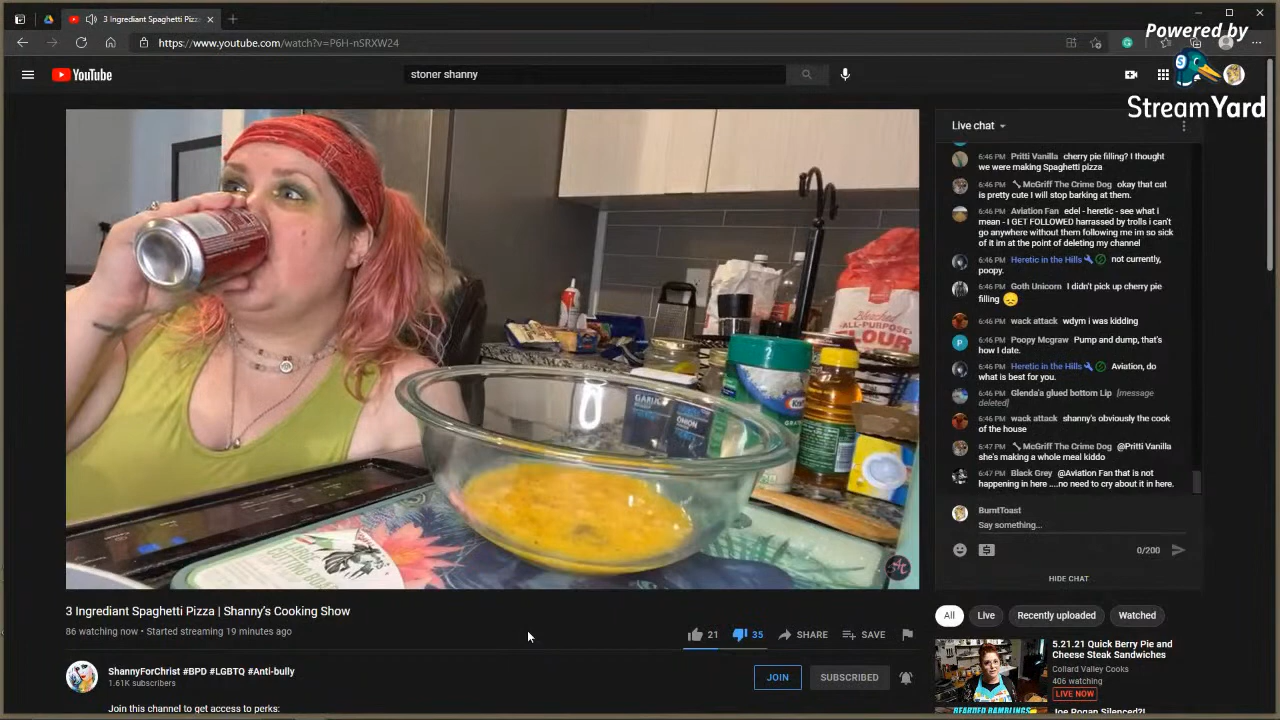 3 Ingrediant Spaghetti Pizza
https://www.youtube.com/watch?v=P6H-nSRXW24
Powered by
StreamYard
YouTube
stoner shanny
Live chat
6:46 PM Pritti Vanilla cherry pie filling? I thought
we were making Spaghetti pizza
6:46 PM McGriff The Crime Dog okay that cat
is pretty cute I will stop barking at them.
6:46 PM Aviation Fan edel - heretic - see what i
mean - I GET FOLLOWED harrassed by trolls i can't
go anywhere without them following me im so sick
of it im at the point of deleting my channel
6:46 PM Heretic in the Hills not currently,
poopy.
6:46 PM Goth Unicorn I didn't pick up cherry pie
filling
6:46 PM wack attack wdym i was kidding
6:46 PM Poopy Mcgraw Pump and dump, that's
how I date.
6:46 PM Heretic in the Hills Aviation, do
what is best for you.
6:46 PM Glenda'a glued bottom Lip [message
deleted]
6:46 PM wack attack shanny's obviously the cook
of the house
6:47 PM McGriff The Crime Dog @Pritti Vanilla
she's making a whole meal kiddo
6:47 PM Black Grey @Aviation Fan that is not
happening in here ....no need to cry about it in here.
BurntToast
Say something...
0/200
HIDE CHAT
Bleached
ALL-PURPOSE
FLOUR
Kraft
GARLIC
ONION
CUTTING BOARD
3 Ingrediant Spaghetti Pizza | Shanny's Cooking Show
86 watching now • Started streaming 19 minutes ago
21
35
SHARE
SAVE
ShannyForChrist #BPD #LGBTQ #Anti-bully
1.61K subscribers
JOIN
SUBSCRIBED
Join this channel to get access to perks:
All
Live
Recently uploaded
Watched
5.21.21 Quick Berry Pie and
Cheese Steak Sandwiches
Collard Valley Cooks
406 watching
LIVE NOW
BEARDED RAMBLINGS
Joe Rogan Silenced?!